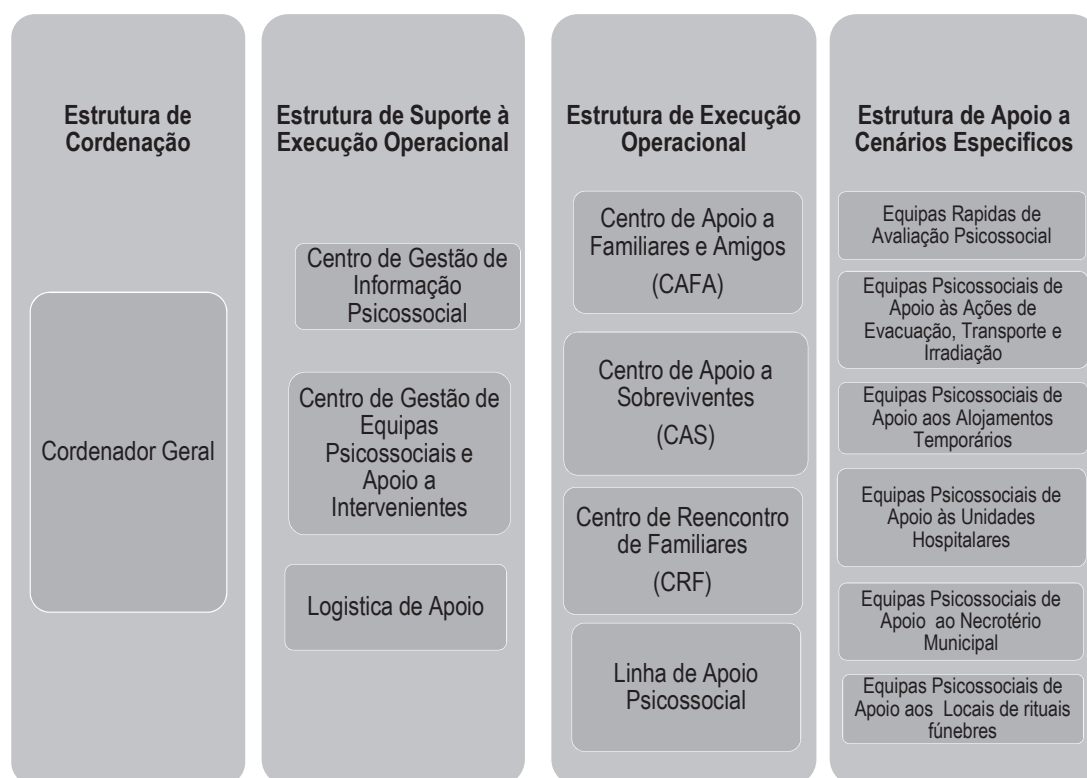 Estrutura de
Cordenação
Cordenador Geral
Estrutura de Suporte à
Execução Operacional
Centro de Gestão de
Informação
Psicossocial
Centro de Gestão de
Equipas
Psicossociais e
Apoio a
Intervenientes
Logistica de Apoio
Estrutura de Execução
Operacional
Centro de Apoio a
Familiares e Amigos
(CAFA)
Centro de Apoio a
Sobreviventes
(CAS)
Centro de Reencontro
de Familiares
(CRF)
Linha de Apoio
Psicossocial
Estrutura de Apoio a
Cenários Especificos
Equipas Rapidas de
Avaliação Psicossocial
Equipas Psicossociais de
Apoio às Ações de
Evacuação, Transporte e
Irradiação
Equipas Psicossociais de
Apoio aos Alojamentos
Temporários
Equipas Psicossociais de
Apoio às Unidades
Hospitalares
Equipas Psicossociais de
Apoio ao Necrotério
Municipal
Equipas Psicossociais de
Apoio aos Locais de rituais
fúnebres